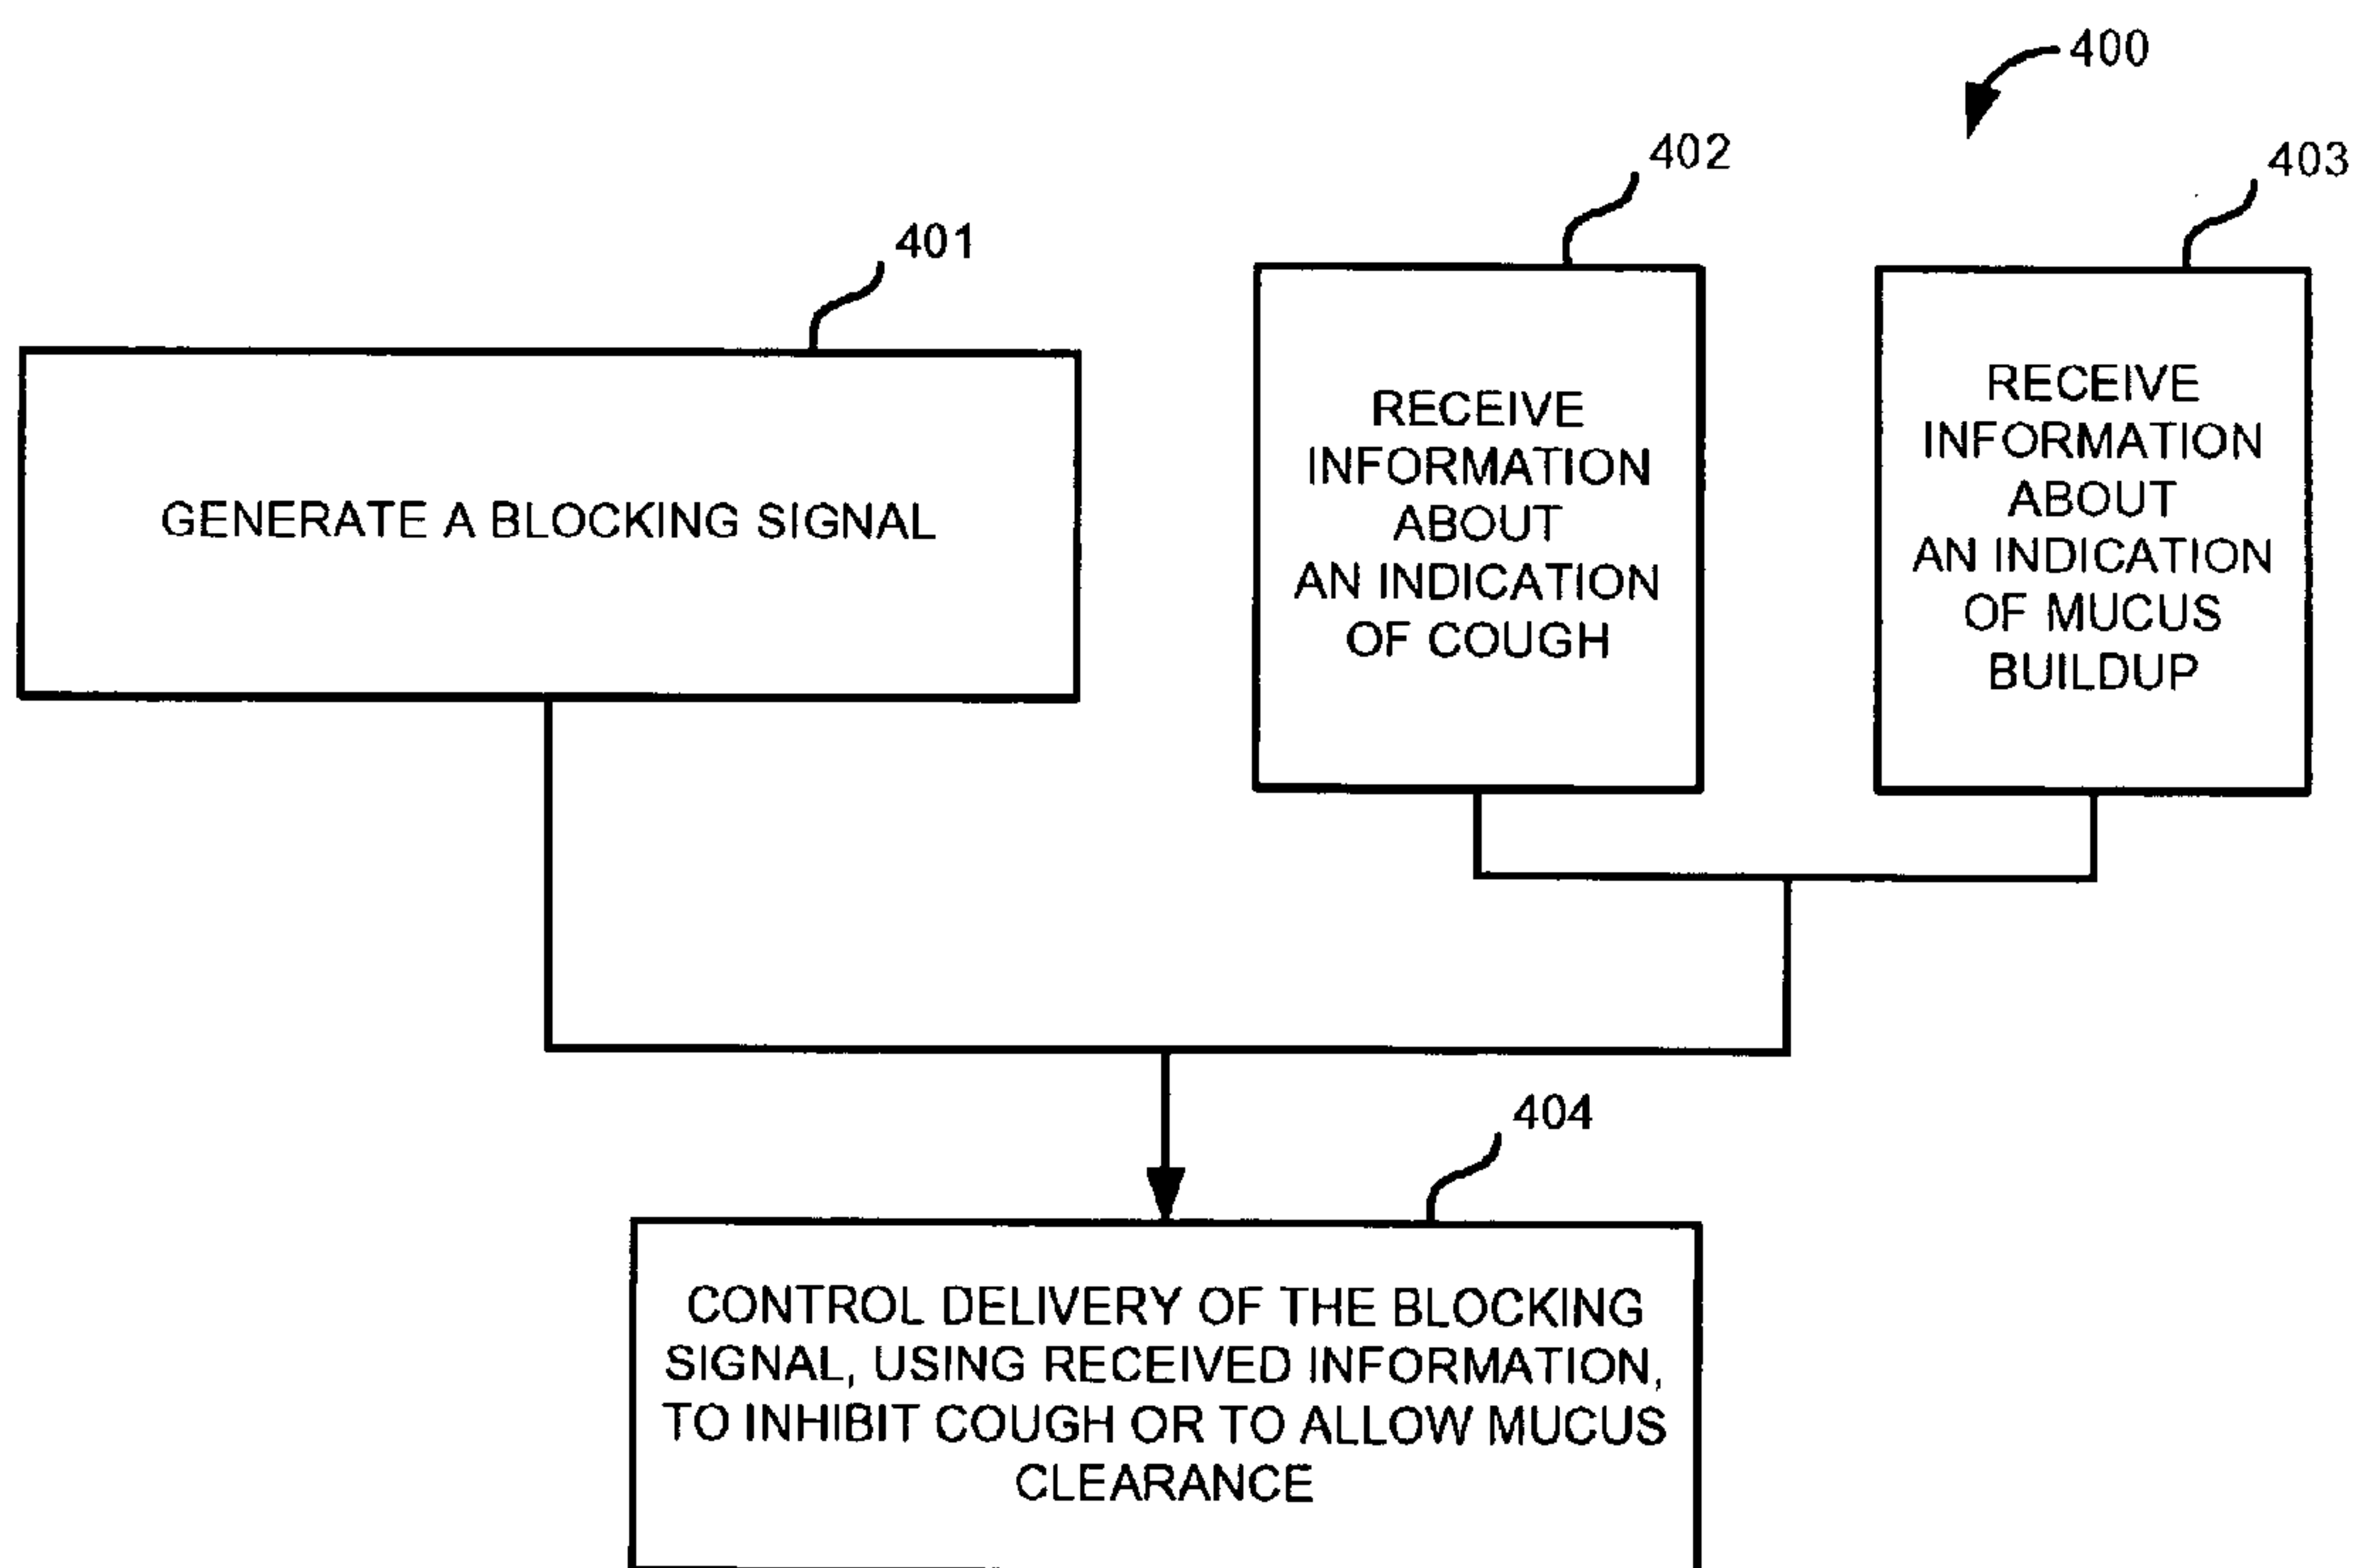 400
402
403
401
GENERATE A BLOCKING SIGNAL
RECEIVE
INFORMATION
ABOUT
AN INDICATION
OF COUGH
RECEIVE
INFORMATION
ABOUT
AN INDICATION
OF MUCUS
BUILDUP
404
CONTROL DELIVERY OF THE BLOCKING
SIGNAL, USING RECEIVED INFORMATION,
TO INHIBIT COUGH OR TO ALLOW MUCUS
CLEARANCE